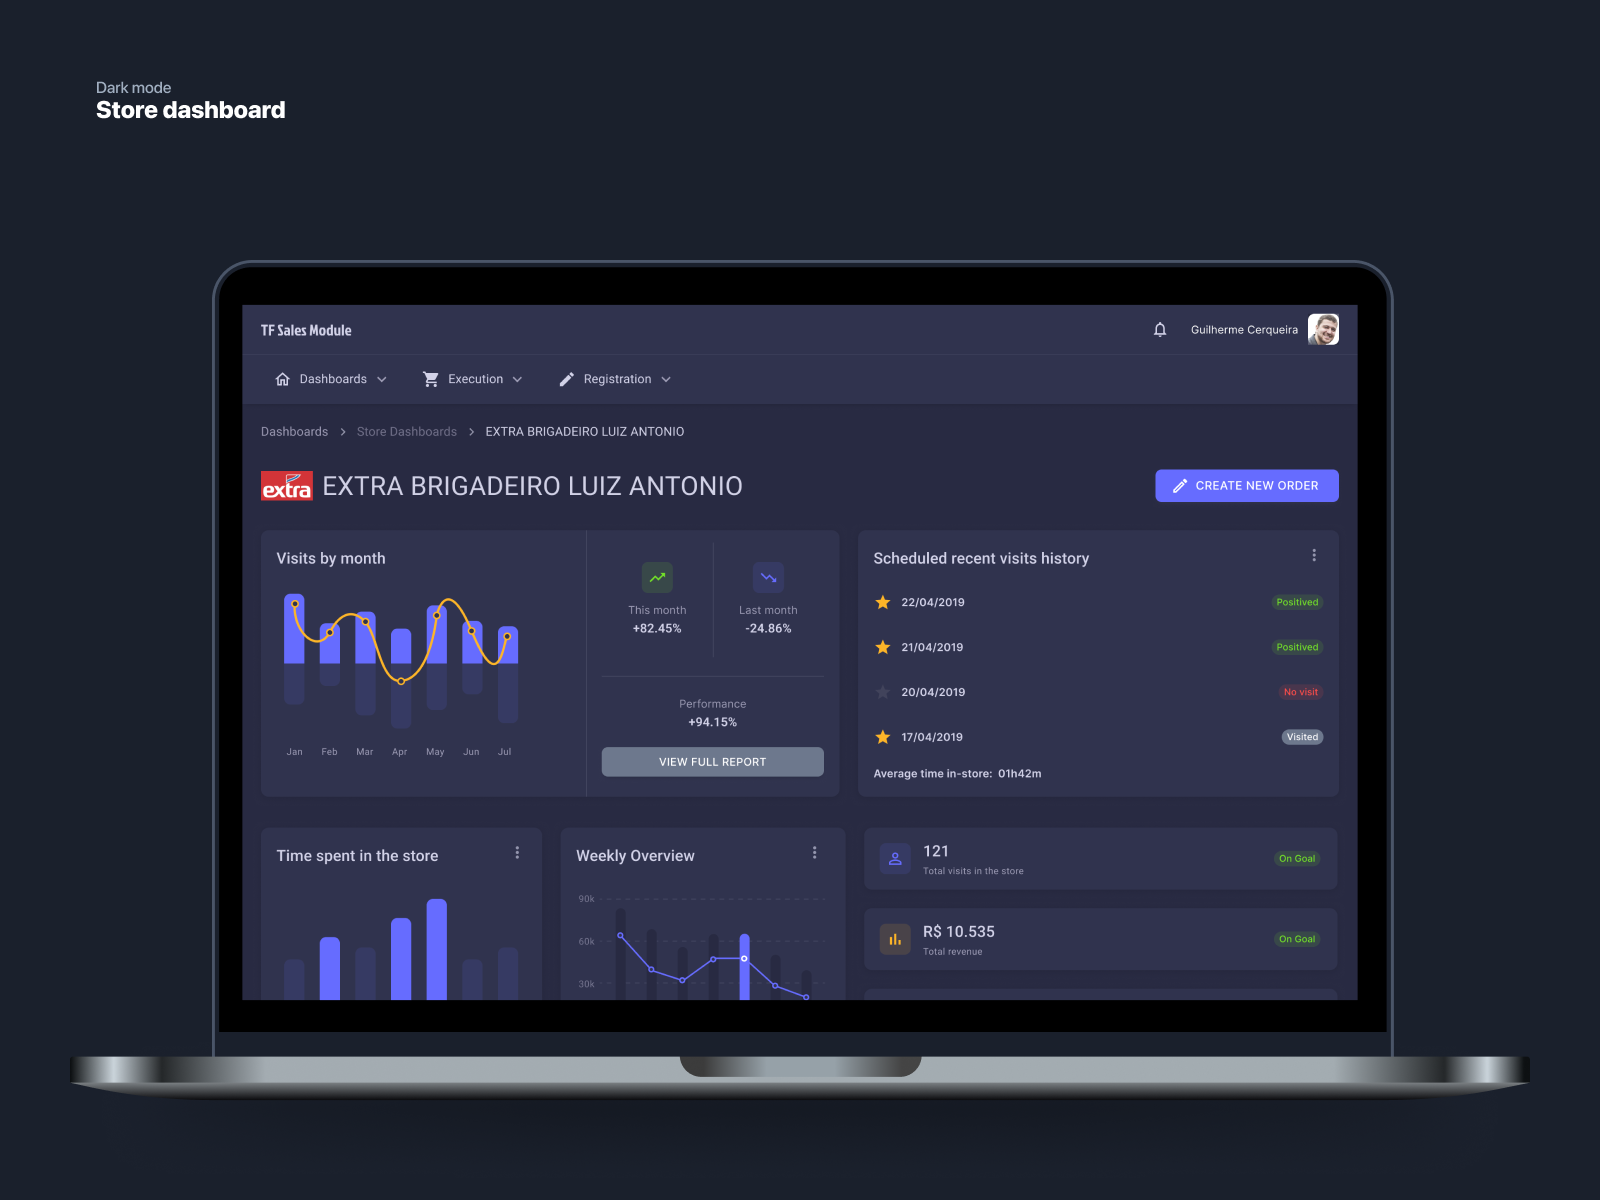 Dark mode
Store dashboard
TF Sales Module
Guilherme Cerqueira
Dashboards
Execution
Registration
Dashboards > Store Dashboards > EXTRA BRIGADEIRO LUIZ ANTONIO
extra
EXTRA BRIGADEIRO LUIZ ANTONIO
CREATE NEW ORDER
Visits by month
Jan Feb Mar Apr May Jun Jul
This month
+82.45%
Last month
-24.86%
Performance
+94.15%
VIEW FULL REPORT
Scheduled recent visits history
22/04/2019 Positived
21/04/2019 Positived
20/04/2019 No visit
17/04/2019 Visited
Average time in-store: 01h42m
Time spent in the store
Weekly Overview
90k
60k
30k
121
Total visits in the store
On Goal
R$ 10.535
Total revenue
On Goal